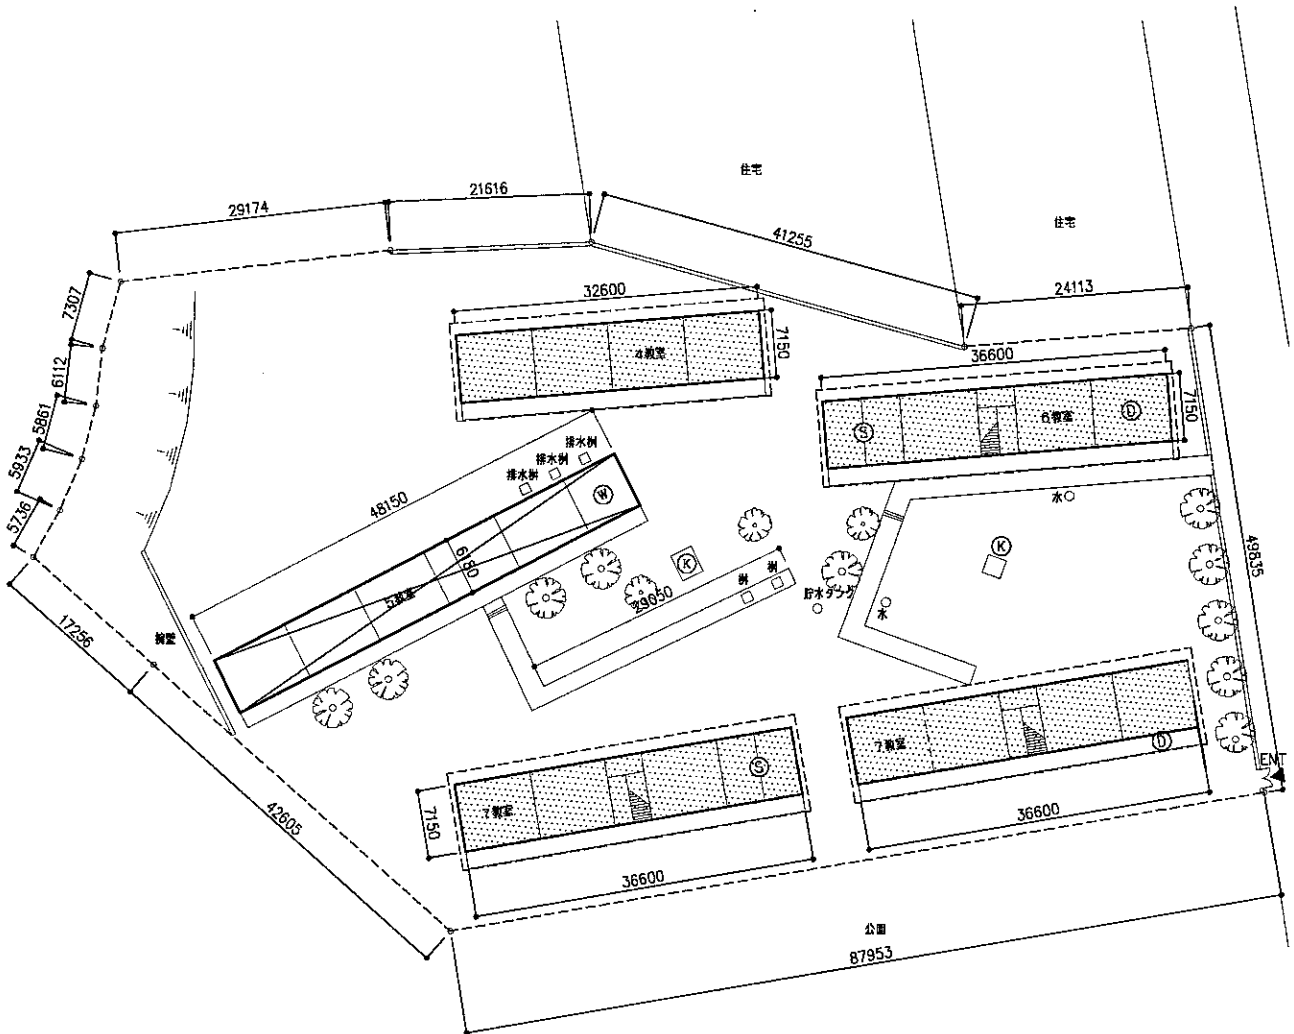 住宅
21616
29174
住宅
41255
32600
24113
7307
7150
4教室
36600
6112
7150
6教室
D
5861
S
排水桝
5933
排水桝
排水桝
W
水
48150
5736
49835
6180
K
K
桝
桝
5教室
29050
貯水タンク
水
17256
擁壁
7教室
D
ENT
S
42605
7教室
7150
36600
36600
公園
87953